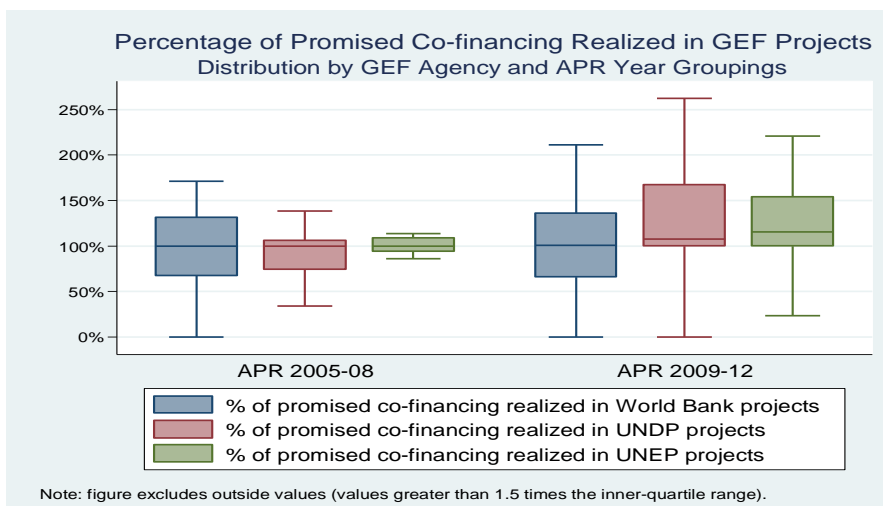 Percentage of Promised Co-financing Realized in GEF Projects
Distribution by GEF Agency and APR Year Groupings
250%
200%
150%
100%
50%
0%
APR 2005-08 APR 2009-12
% of promised co-financing realized in World Bank projects
% of promised co-financing realized in UNDP projects
% of promised co-financing realized in UNEP projects
Note: figure excludes outside values (values greater than 1.5 times the inner-quartile range).